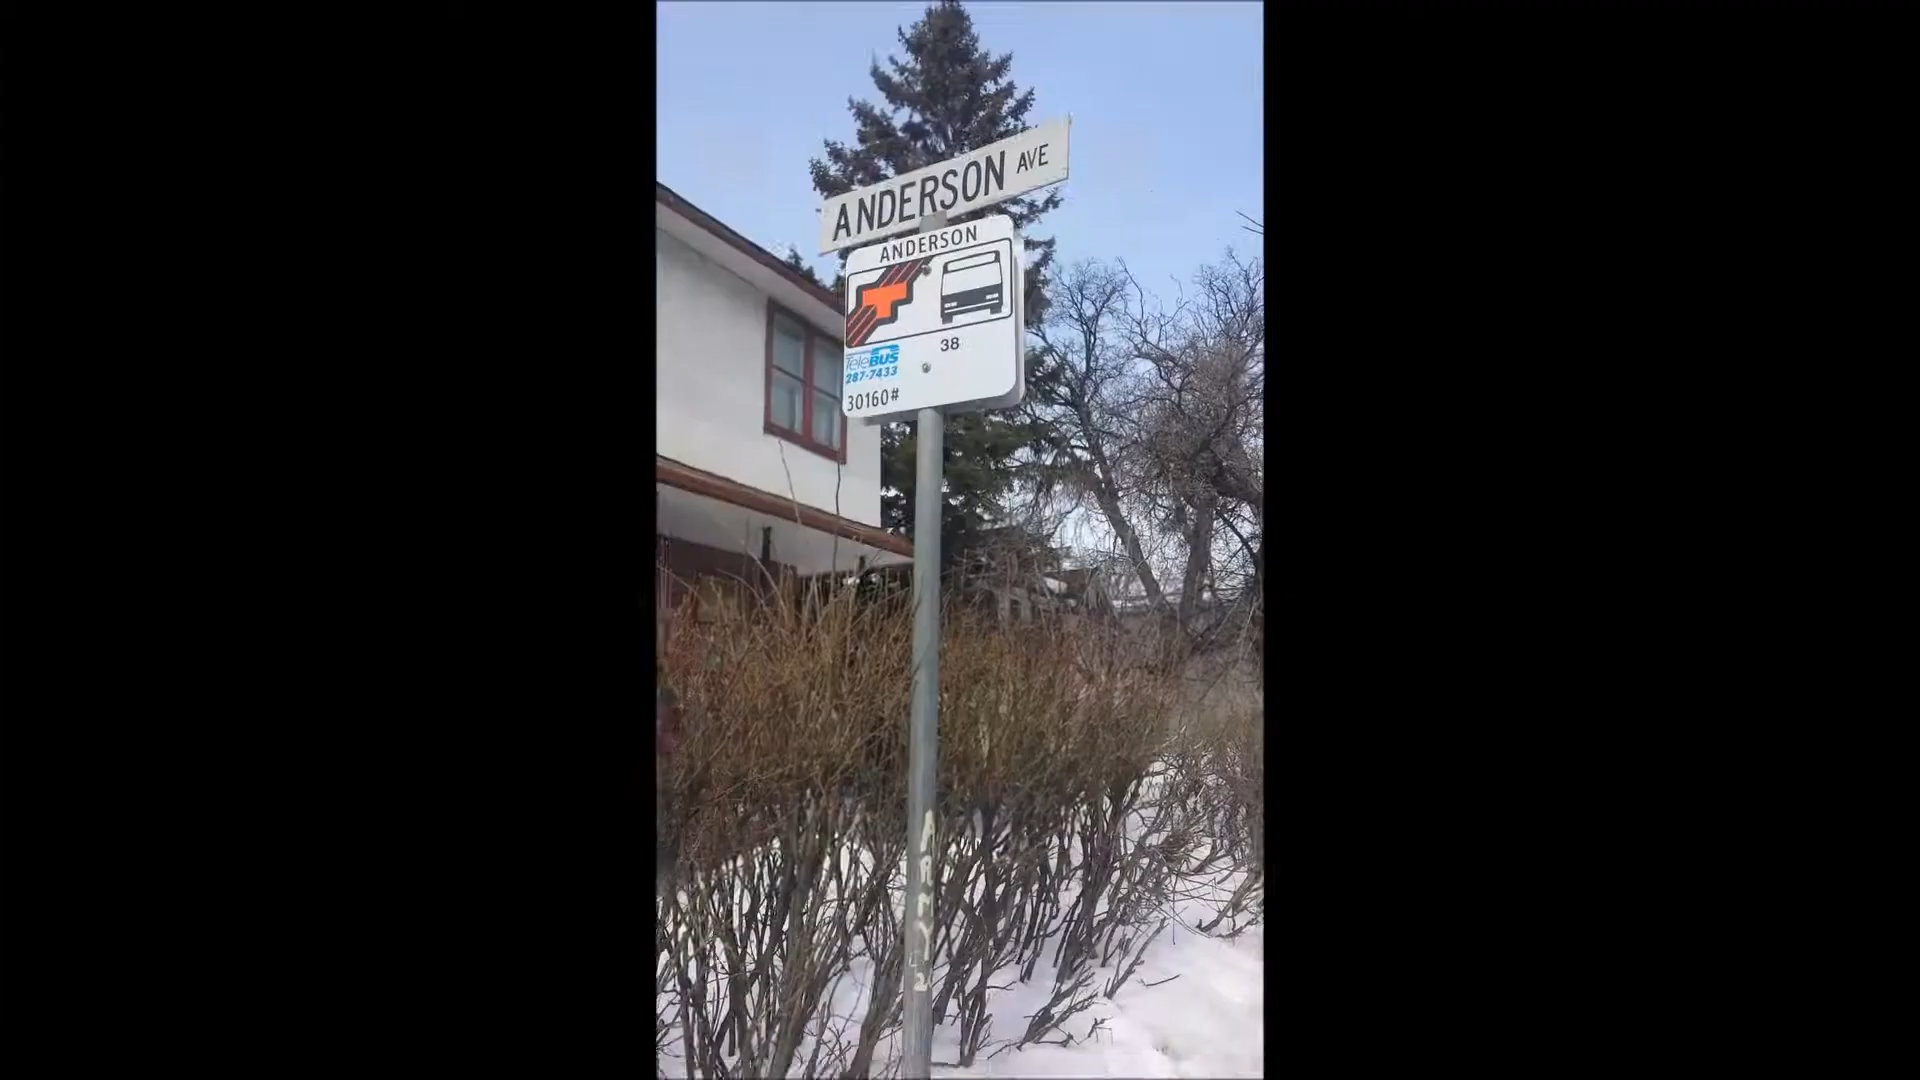 ANDERSON AVE
ANDERSON
38
TeleBUS
287-7433
30160#